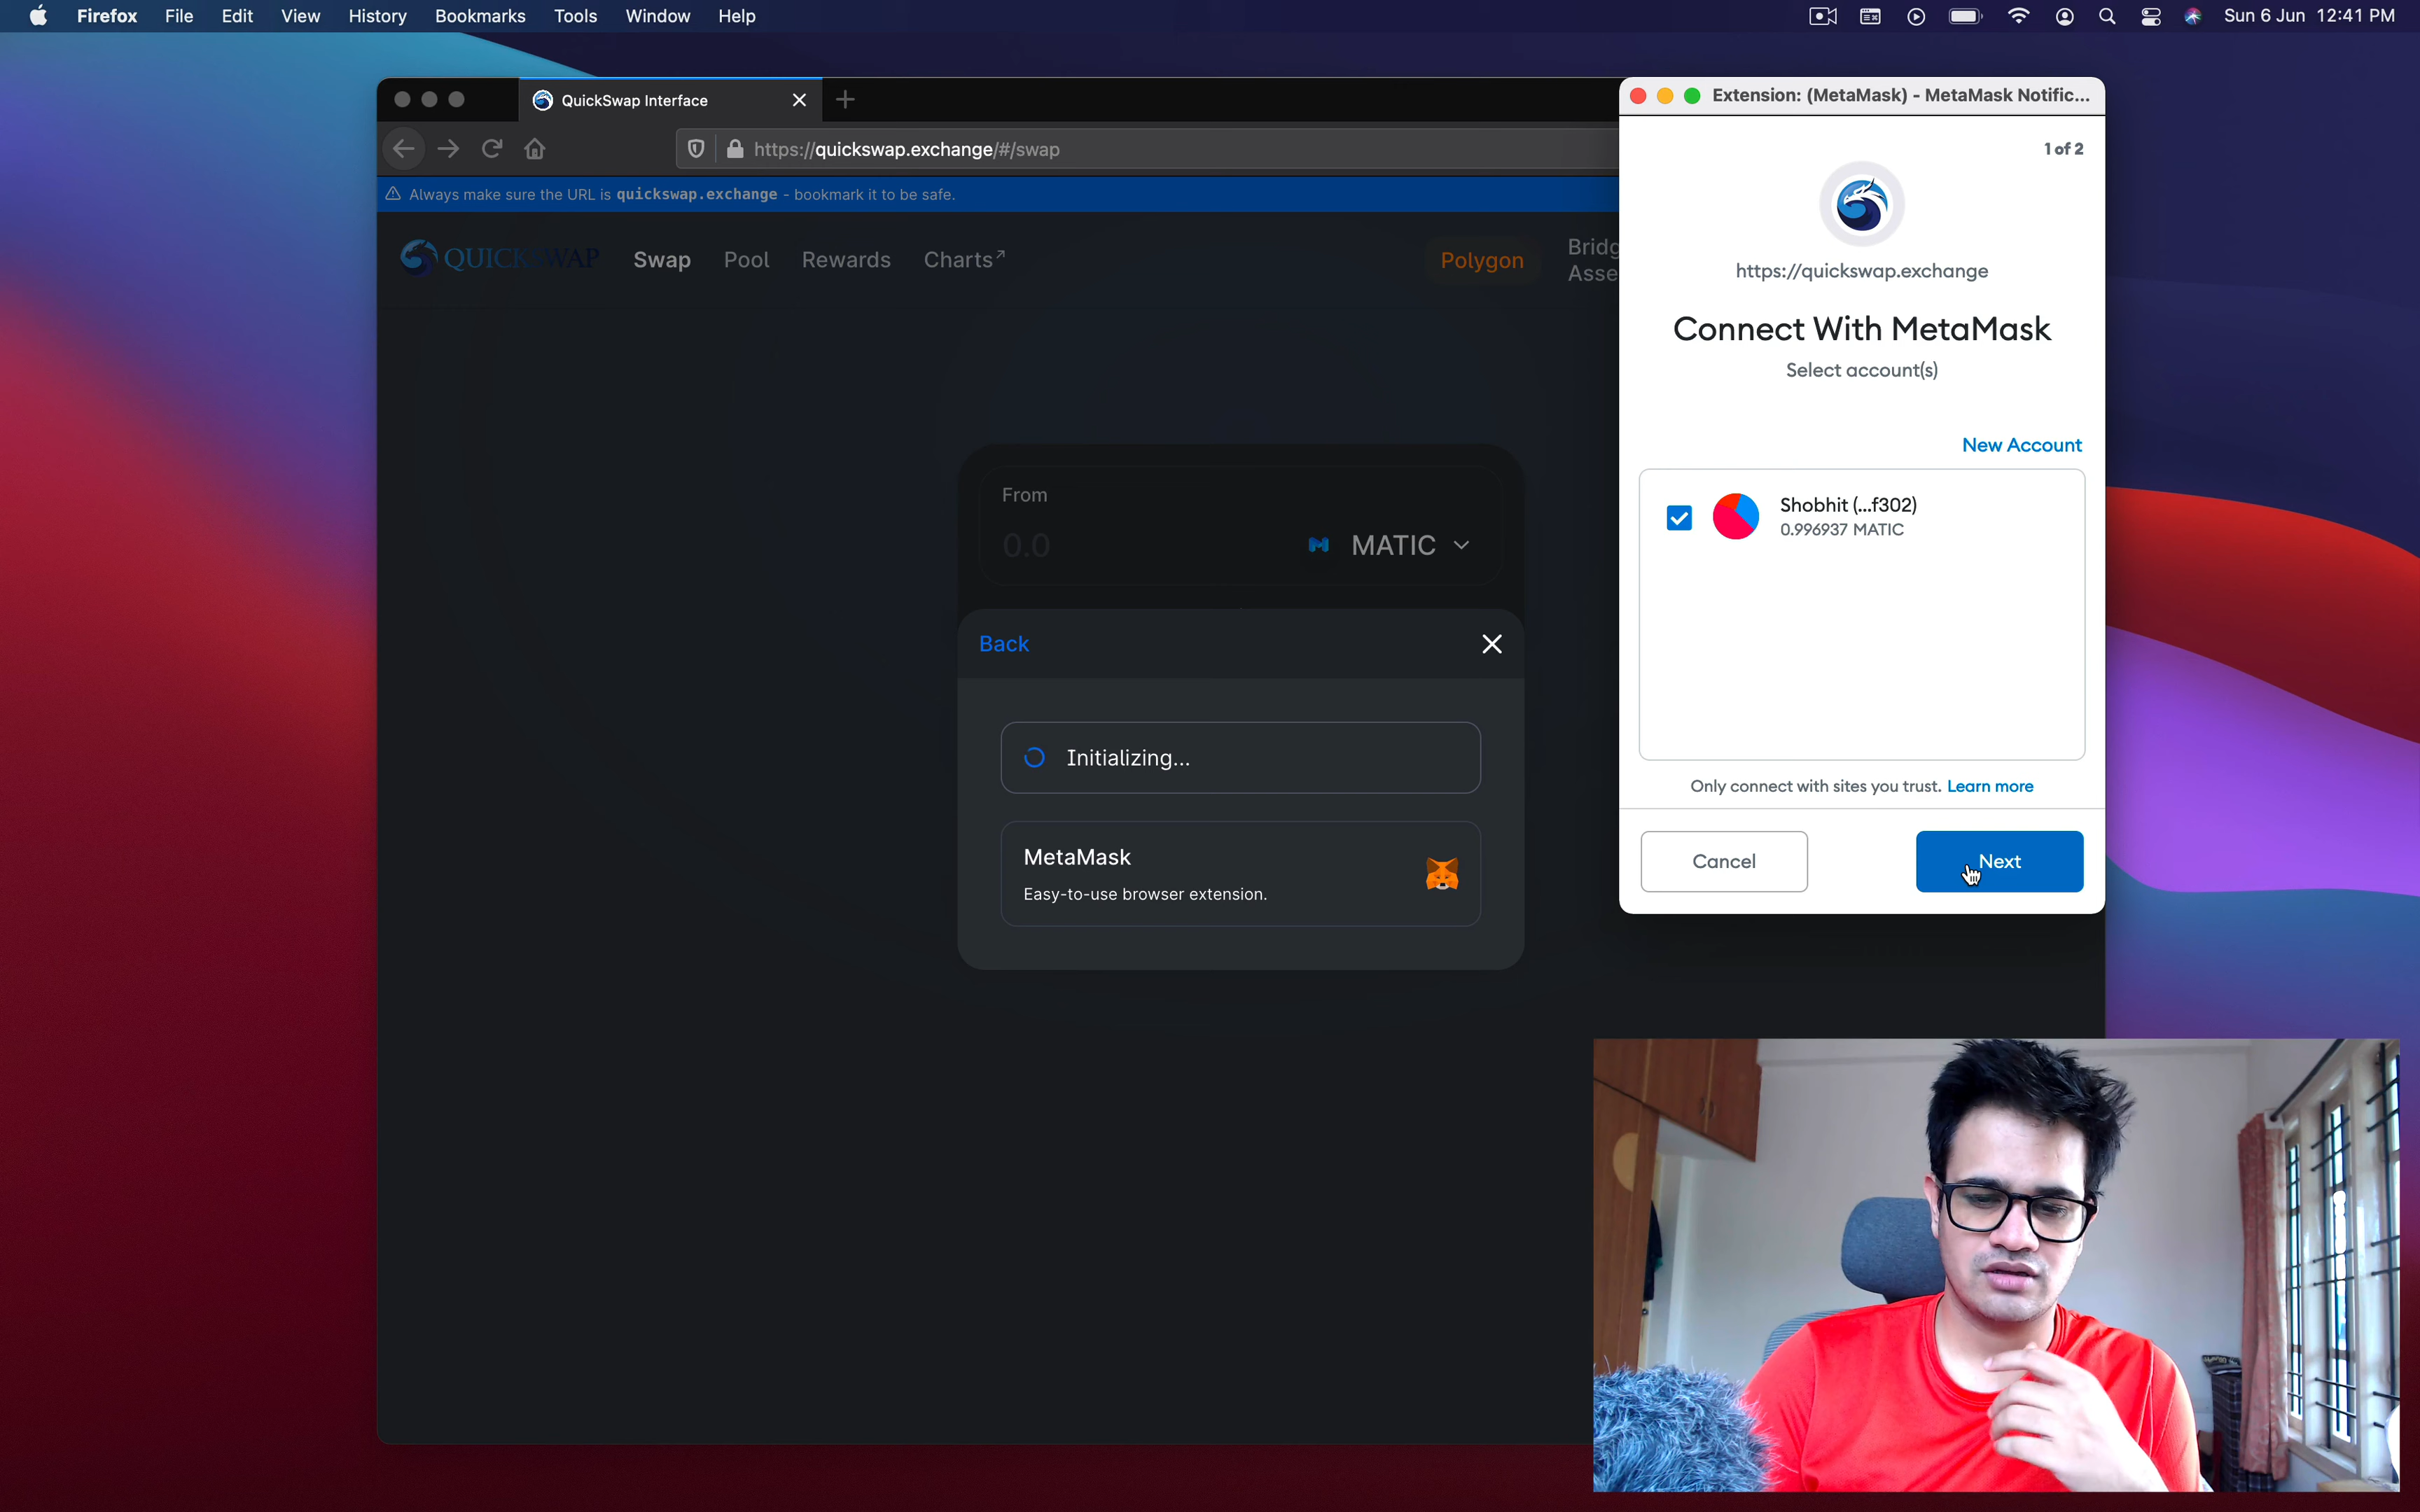 Firefox File Edit View History Bookmarks Tools Window Help
Sun 6 Jun 12:41 PM
QuickSwap Interface
https://quickswap.exchange/#/swap
Always make sure the URL is quickswap.exchange - bookmark it to be safe.
QUICKSWAP
Swap Pool Rewards Charts↗
Polygon
Bridg
Asse
From
0.0
MATIC
Back
Initializing...
MetaMask
Easy-to-use browser extension.
Extension: (MetaMask) - MetaMask Notific...
1 of 2
https://quickswap.exchange
Connect With MetaMask
Select account(s)
New Account
Shobhit (...f302)
0.996937 MATIC
Only connect with sites you trust. Learn more
Cancel
Next